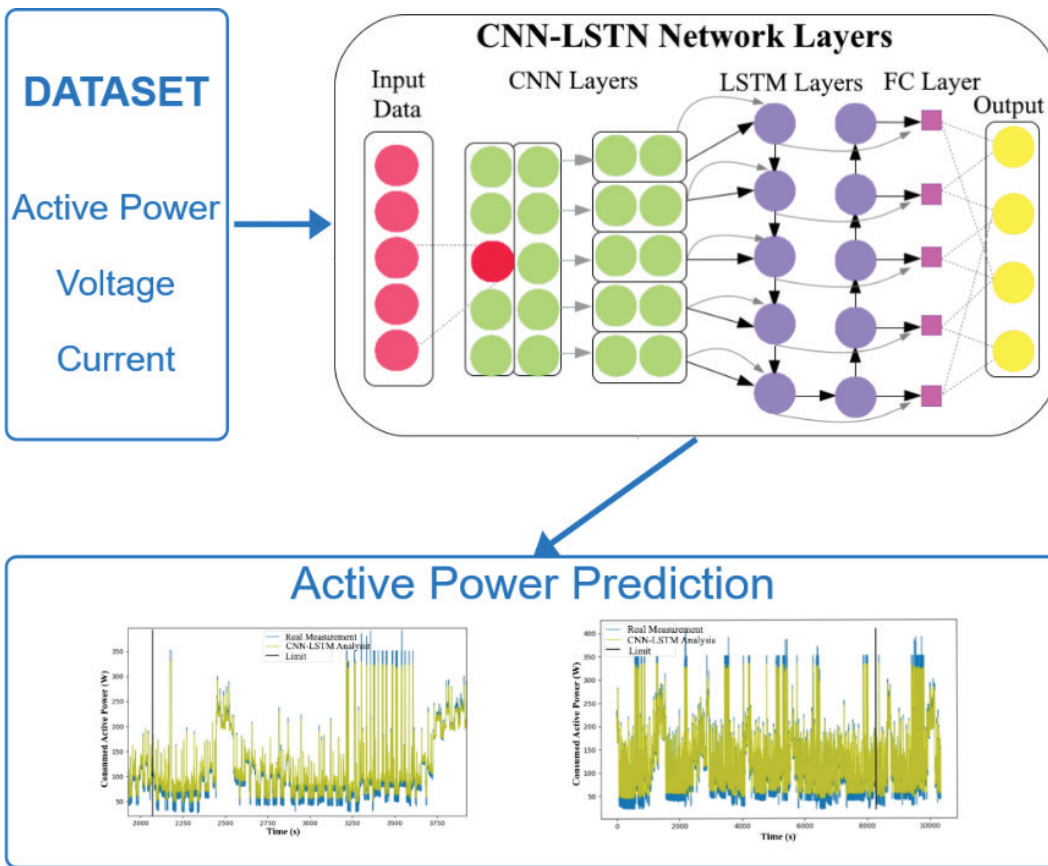 DATASET
Active Power
Voltage
Current
CNN-LSTN Network Layers
Input
Data
CNN Layers
LSTM Layers
FC Layer
Output
Active Power Prediction
Real Measurement
CNN-LSTM Analysis
Limit
Consumed Active Power (W)
350
300
250
200
150
100
50
2000
2250
2500
2750
3000
3250
3500
3750
Time (s)
Real Measurement
CNN-LSTM Analysis
Limit
Consumed Active Power (W)
400
350
300
250
200
150
100
50
0
2000
4000
6000
8000
10000
Time (s)